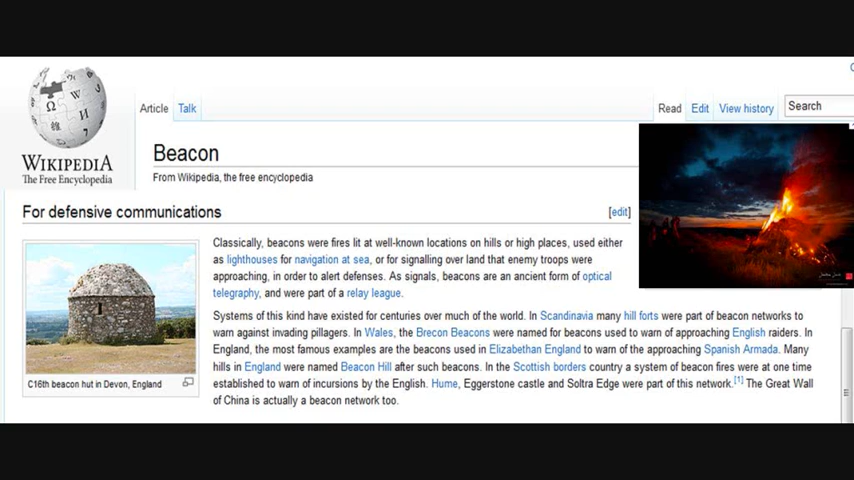 Article Talk Read Edit View history Search
WIKIPEDIA
The Free Encyclopedia
Beacon
From Wikipedia, the free encyclopedia
For defensive communications [edit]
Classically, beacons were fires lit at well-known locations on hills or high places, used either
as lighthouses for navigation at sea, or for signalling over land that enemy troops were
approaching, in order to alert defenses. As signals, beacons are an ancient form of optical
telegraphy, and were part of a relay league.
Systems of this kind have existed for centuries over much of the world. In Scandinavia many hill forts were part of beacon networks to
warn against invading pillagers. In Wales, the Brecon Beacons were named for beacons used to warn of approaching English raiders. In
England, the most famous examples are the beacons used in Elizabethan England to warn of the approaching Spanish Armada. Many
hills in England were named Beacon Hill after such beacons. In the Scottish borders country a system of beacon fires were at one time
established to warn of incursions by the English. Hume, Eggerstone castle and Soltra Edge were part of this network.[1] The Great Wall
of China is actually a beacon network too.
C16th beacon hut in Devon, England